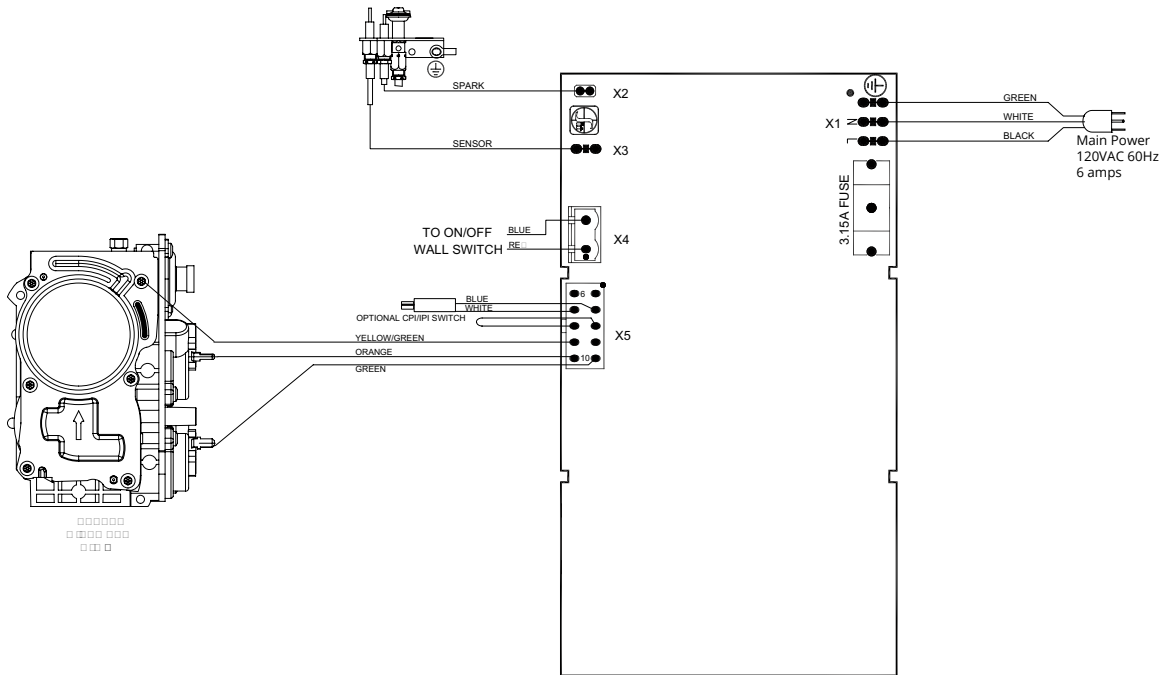 SPARK
X2
GREEN
X1
N
WHITE
L
BLACK
Main Power
120VAC 60Hz
6 amps
SENSOR
X3
3.15A FUSE
TO ON/OFF
WALL SWITCH
BLUE
X4
6
BLUE
WHITE
OPTIONAL CPI/IPI SWITCH
X5
YELLOW/GREEN
ORANGE
10
GREEN